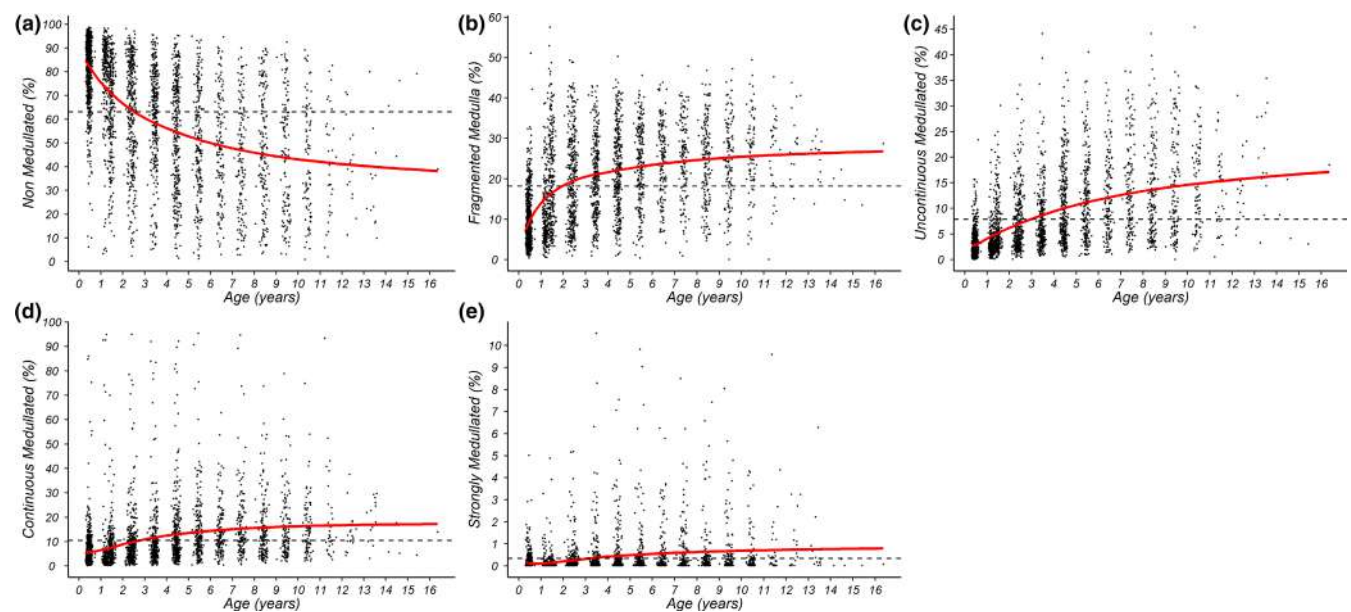 (a)
Non Medullated (%)
100
90
80
70
60
50
40
30
20
10
0
0 1 2 3 4 5 6 7 8 9 10 11 12 13 14 15 16
Age (years)
(b)
Fragmented Medulla (%)
60
50
40
30
20
10
0
0 1 2 3 4 5 6 7 8 9 10 11 12 13 14 15 16
Age (years)
(c)
Uncontinuous Medullated (%)
45
40
35
30
25
20
15
10
5
0
0 1 2 3 4 5 6 7 8 9 10 11 12 13 14 15 16
Age (years)
(d)
Continuous Medullated (%)
100
90
80
70
60
50
40
30
20
10
0
0 1 2 3 4 5 6 7 8 9 10 11 12 13 14 15 16
Age (years)
(e)
Strongly Medullated (%)
10
9
8
7
6
5
4
3
2
1
0
0 1 2 3 4 5 6 7 8 9 10 11 12 13 14 15 16
Age (years)